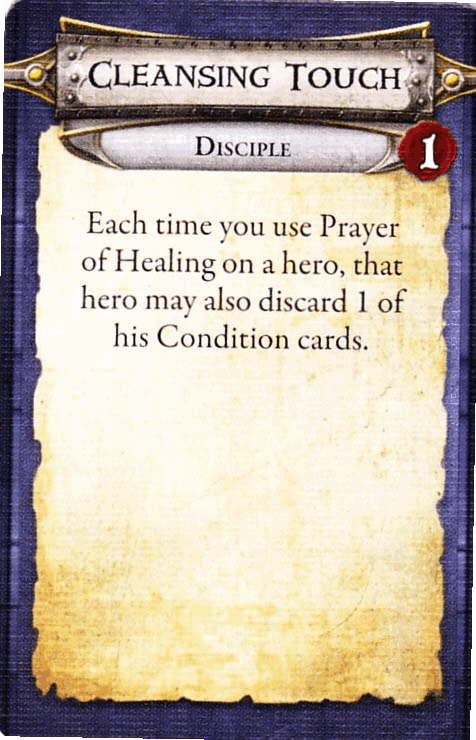 Cleansing Touch
Disciple
1
Each time you use Prayer
of Healing on a hero, that
hero may also discard 1 of
his Condition cards.